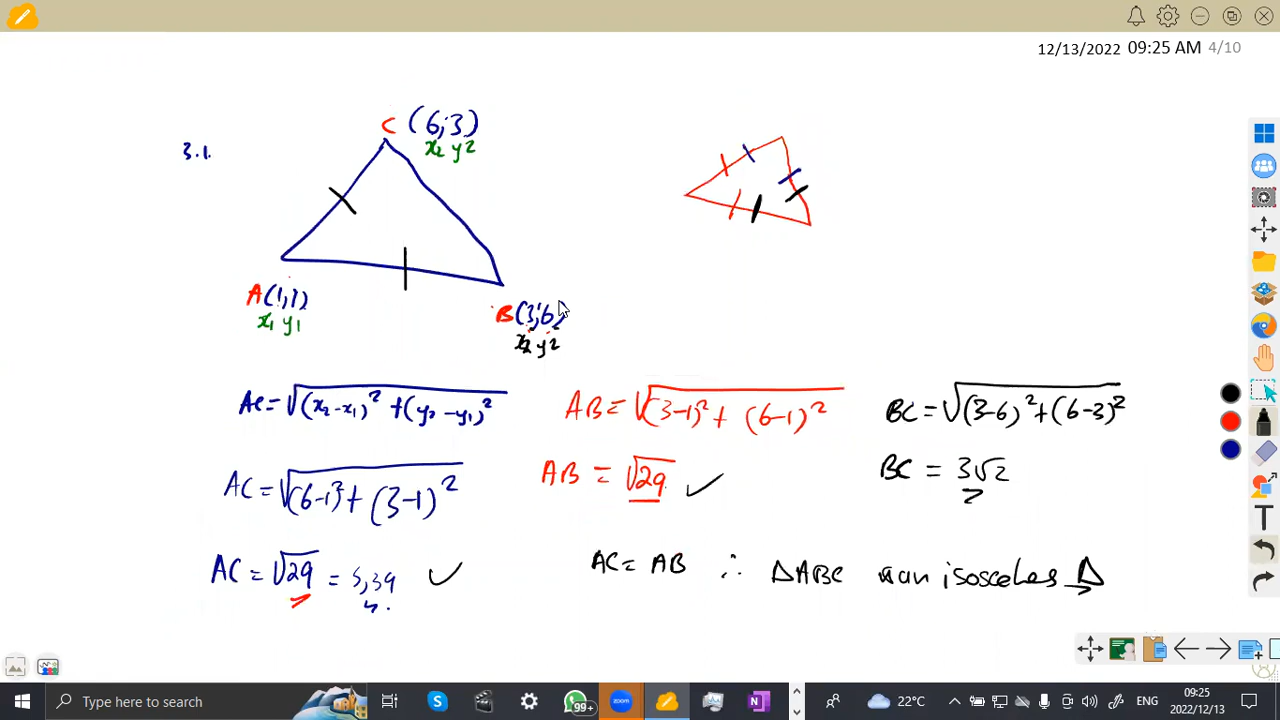 12/13/2022 09:25 AM 4/10
3.1.
C (6;3)
x2 y2
A(1;1)
x1 y1
B(3;6)
x2 y2
AC=√(x2-x1)² +(y2-y1)²
AB=√(3-1)²+ (6-1)²
BC=√(3-6)²+(6-3)²
AC=√(6-1)²+(3-1)²
AB = √29 ✓
BC = 3√2
AC=√29 = 5,39 ✓
AC= AB ∴ ΔABC an isosceles Δ
T
Type here to search
99+
zoom
N
22°C
ENG
09:25
2022/12/13